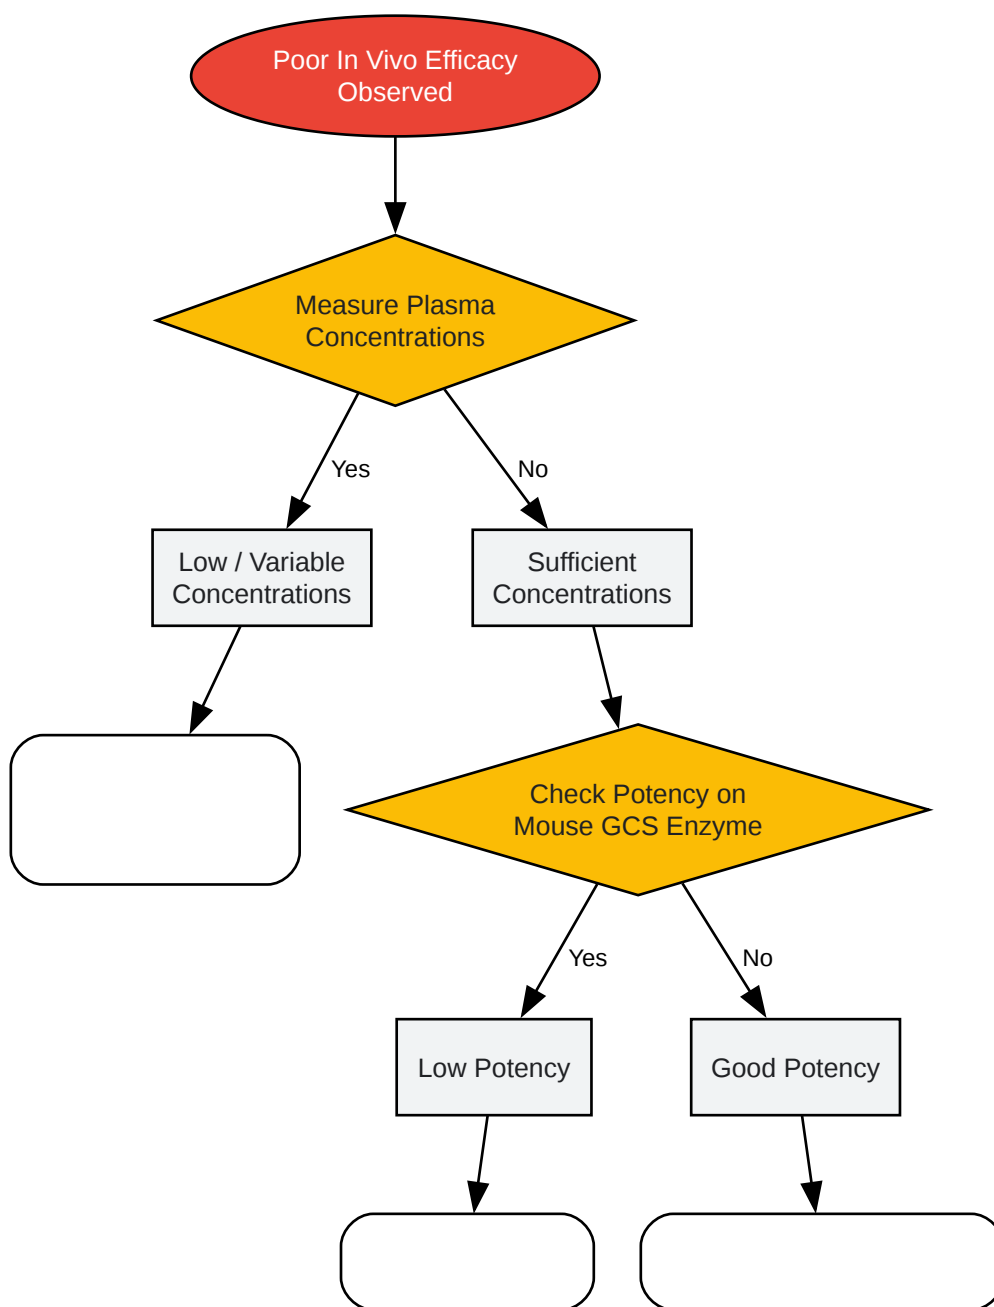 Poor In Vivo Efficacy
Observed
Measure Plasma
Concentrations
Yes
No
Low / Variable
Concentrations
Sufficient
Concentrations
Check Potency on
Mouse GCS Enzyme
Yes
No
Low Potency
Good Potency